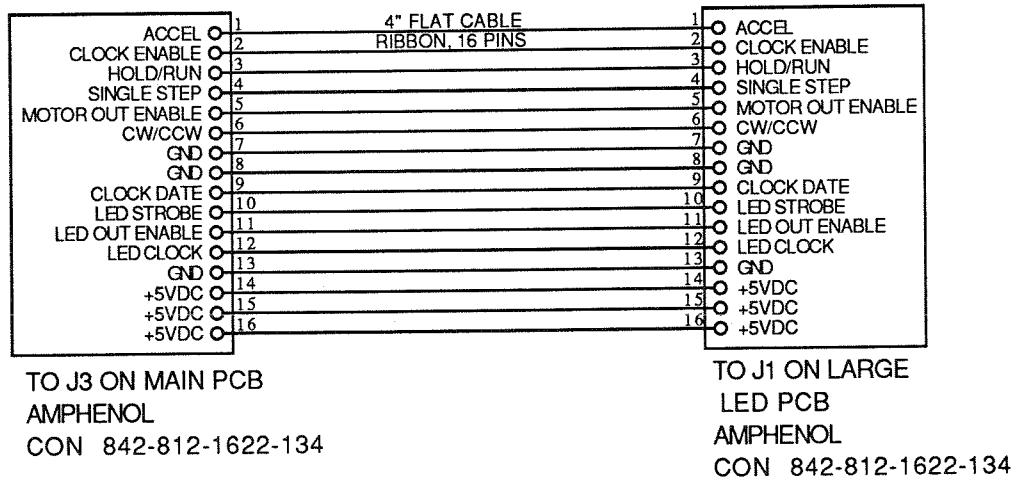 4" FLAT CABLE
RIBBON, 16 PINS
ACCEL 1
CLOCK ENABLE 2
HOLD/RUN 3
SINGLE STEP 4
MOTOR OUT ENABLE 5
CW/CCW 6
GND 7
GND 8
CLOCK DATE 9
LED STROBE 10
LED OUT ENABLE 11
LED CLOCK 12
GND 13
+5VDC 14
+5VDC 15
+5VDC 16
TO J3 ON MAIN PCB
AMPHENOL
CON 842-812-1622-134
1 ACCEL
2 CLOCK ENABLE
3 HOLD/RUN
4 SINGLE STEP
5 MOTOR OUT ENABLE
6 CW/CCW
7 GND
8 GND
9 CLOCK DATE
10 LED STROBE
11 LED OUT ENABLE
12 LED CLOCK
13 GND
14 +5VDC
15 +5VDC
16 +5VDC
TO J1 ON LARGE
LED PCB
AMPHENOL
CON 842-812-1622-134